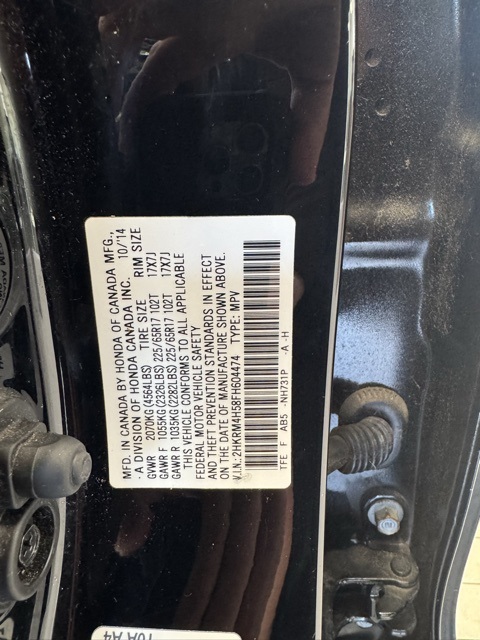 MFD. IN CANADA BY HONDA OF CANADA MFG.,
A DIVISION OF HONDA CANADA INC. 10/'14
GVWR 2070KG(4564LBS) TIRE SIZE RIM SIZE
GAWR F 1055KG(2326LBS) 225/65R17 102T 17X7J
GAWR R 1035KG(2282LBS) 225/65R17 102T 17X7J
THIS VEHICLE CONFORMS TO ALL APPLICABLE
FEDERAL MOTOR VEHICLE SAFETY
AND THEFT PREVENTION STANDARDS IN EFFECT
ON THE DATE OF MANUFACTURE SHOWN ABOVE.
V.I.N.: 2HKRM4H58FH604474 TYPE: MPV
TFE F AB5 -NH731P -A -H